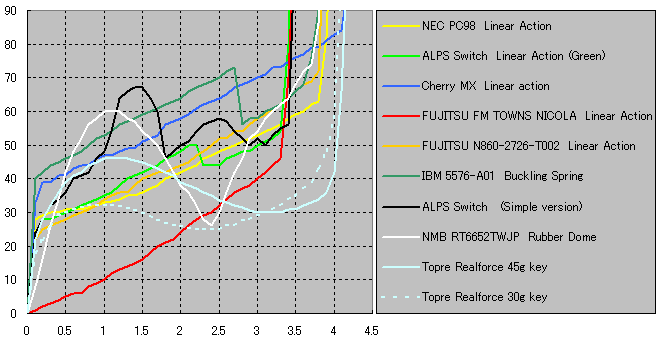 90
80
70
60
50
40
30
20
10
0
0 0.5 1 1.5 2 2.5 3 3.5 4 4.5
NEC PC98 Linear Action
ALPS Switch Linear Action (Green)
Cherry MX Linear action
FUJITSU FM TOWNS NICOLA Linear Action
FUJITSU N860-2726-T002 Linear Action
IBM 5576-A01 Buckling Spring
ALPS Switch (Simple version)
NMB RT6652TWJP Rubber Dome
Topre Realforce 45g key
Topre Realforce 30g key